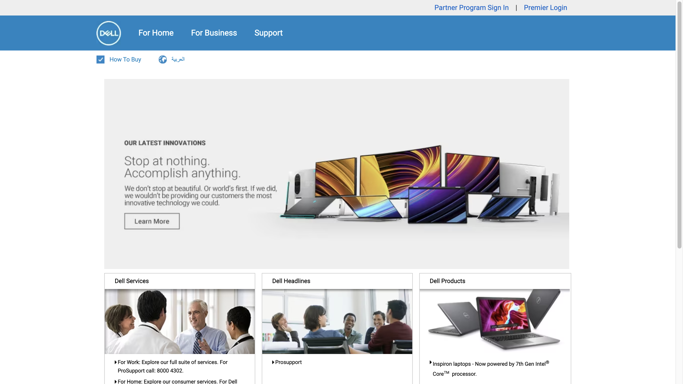 Partner Program Sign In | Premier Login
DELL
For Home
For Business
Support
How To Buy
العربية
OUR LATEST INNOVATIONS
Stop at nothing.
Accomplish anything.
We don't stop at beautiful. Or world's first. If we did,
we wouldn't be providing our customers the most
innovative technology we could.
Learn More
Dell Services
For Work: Explore our full suite of services. For
ProSupport call: 8000 4302.
For Home: Explore our consumer services. For Dell
Dell Headlines
Prosupport
Dell Products
Inspiron laptops - Now powered by 7th Gen Intel®
Core™ processor.